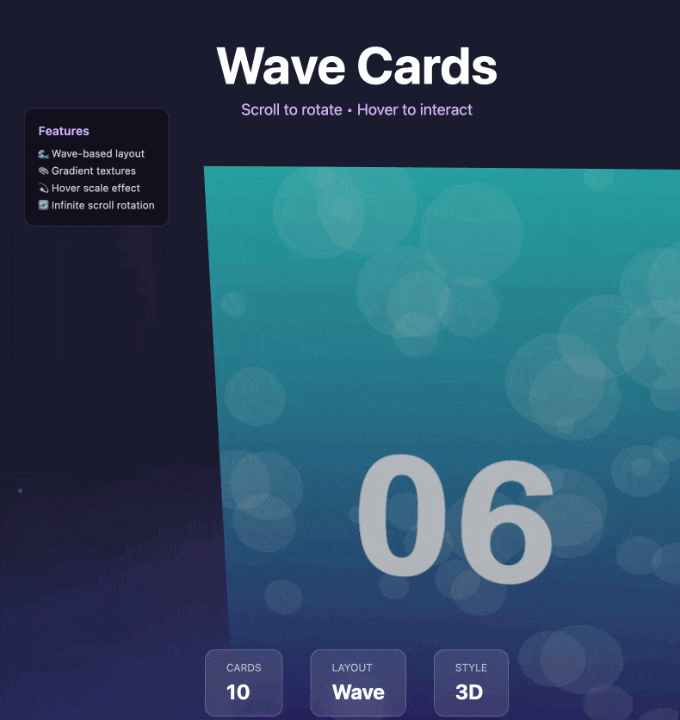 Wave Cards
Scroll to rotate • Hover to interact
Features
🌊 Wave-based layout
🎨 Gradient textures
💫 Hover scale effect
🔄 Infinite scroll rotation
06
CARDS
10
LAYOUT
Wave
STYLE
3D